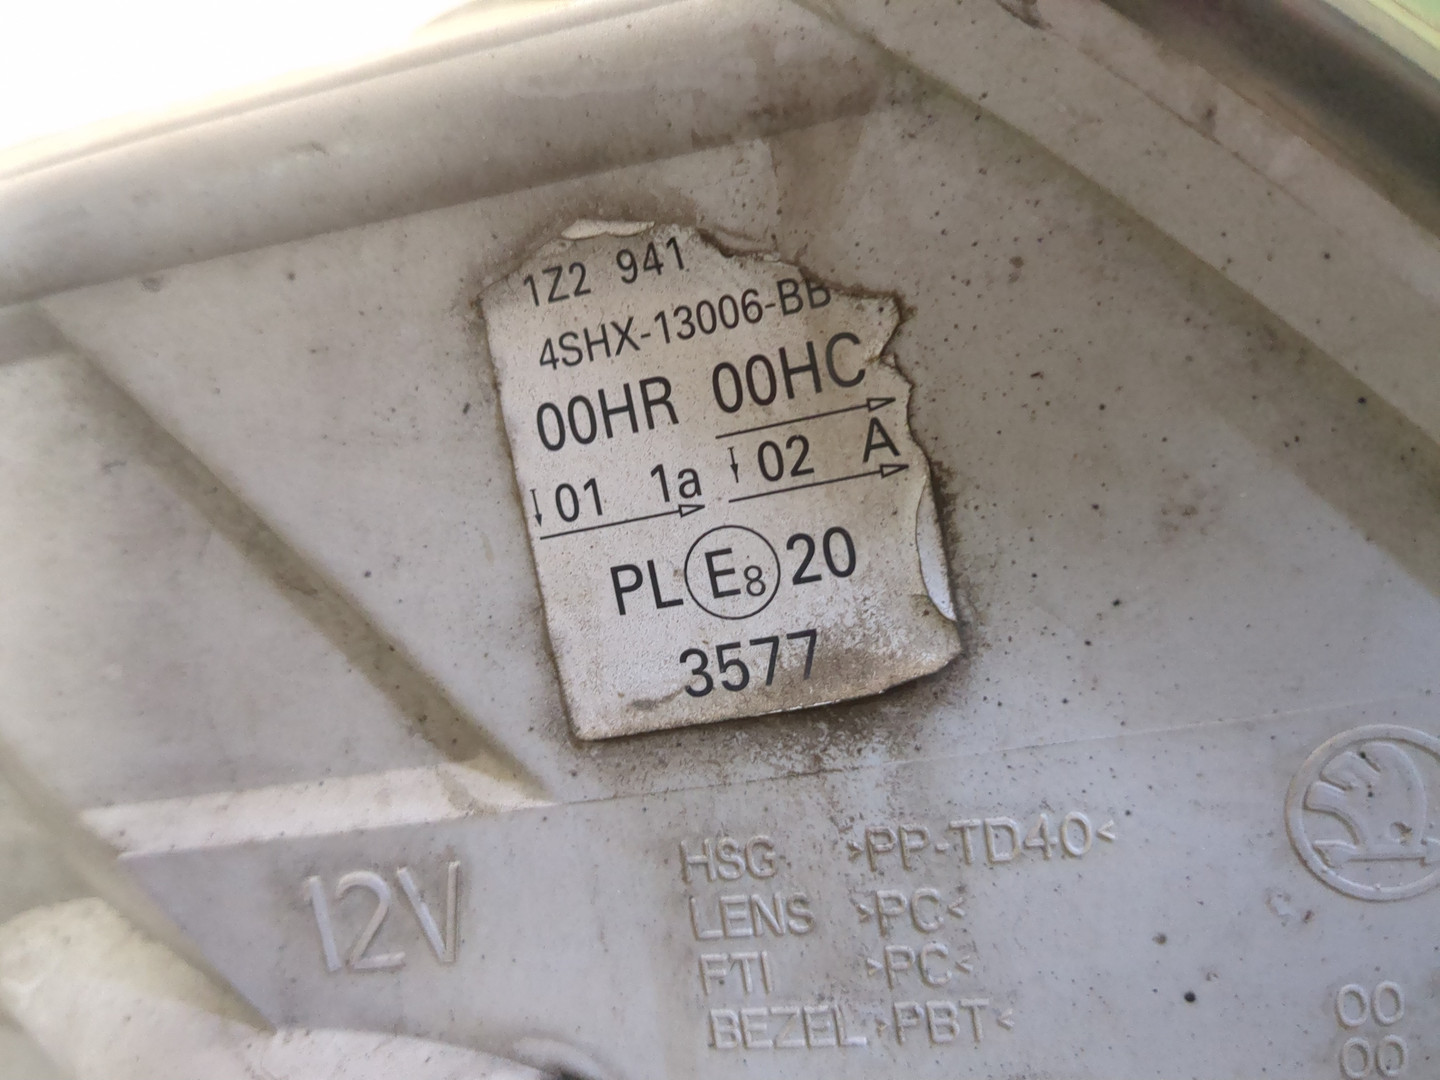 1Z2 941
4SHX-13006-BB
00HR 00HC
↓01 1a ↓02 A
PL E8 20
3577
12V
HSG >PP-TD40<
LENS >PC<
FTI >PC<
BEZEL >PBT<
00
00